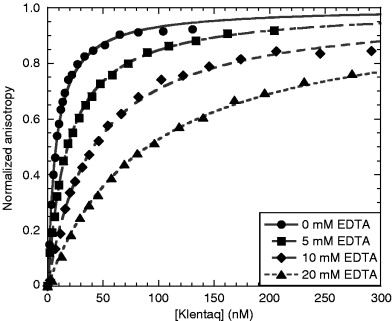 1.0
0.8
0.6
0.4
0.2
0
Normalized anisotropy
0 50 100 150 200 250 300
[Klentaq] (nM)
0 mM EDTA
5 mM EDTA
10 mM EDTA
20 mM EDTA